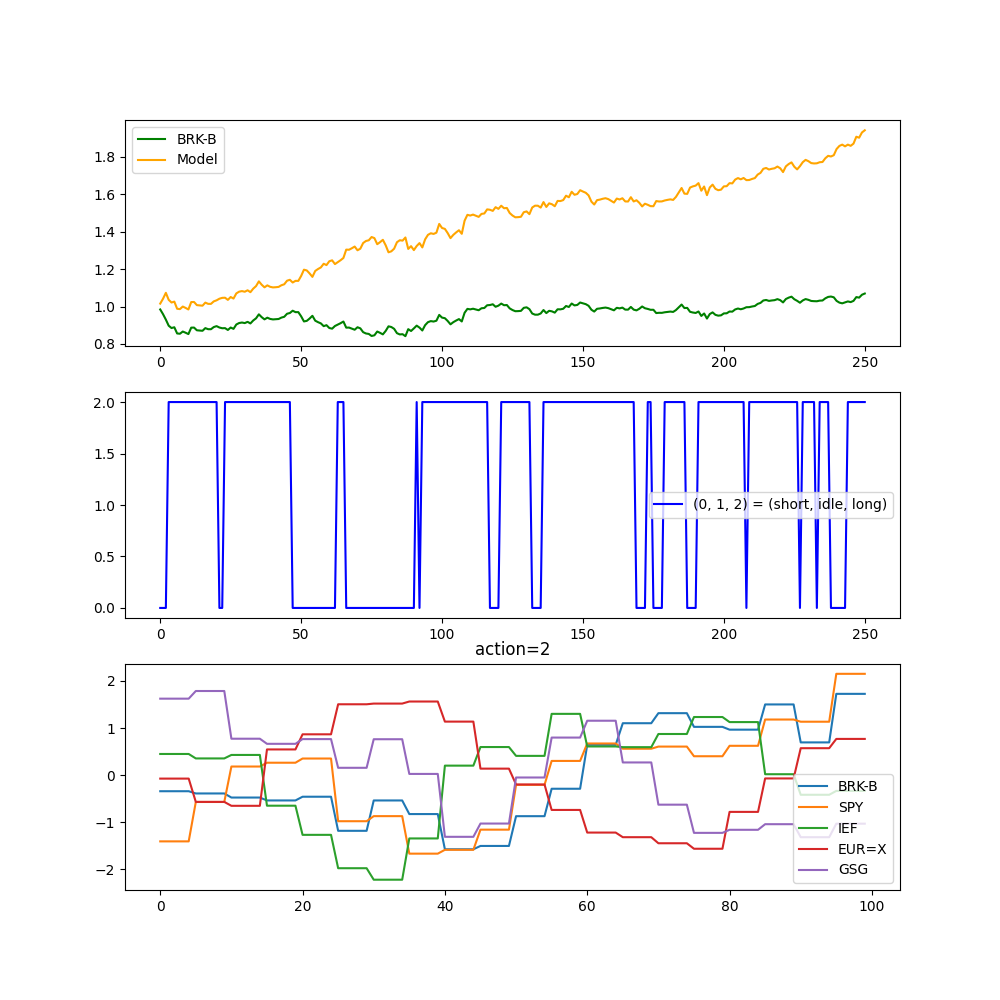 BRK-B
Model
1.8
1.6
1.4
1.2
1.0
0.8
0 50 100 150 200 250
2.0
1.5
1.0
0.5
0.0
(0, 1, 2) = (short, idle, long)
0 50 100 150 200 250
action=2
2
1
0
−1
−2
BRK-B
SPY
IEF
EUR=X
GSG
0 20 40 60 80 100